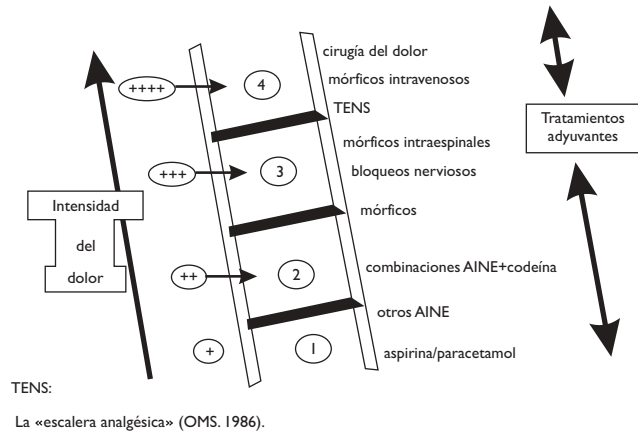 cirugía del dolor
++++
4
mórficos intravenosos
TENS
Tratamientos
adyuvantes
mórficos intraespinales
+++
3
bloqueos nerviosos
Intensidad
del
dolor
mórficos
++
2
combinaciones AINE+codeína
otros AINE
+
1
aspirina/paracetamol
TENS:
La «escalera analgésica» (OMS. 1986).